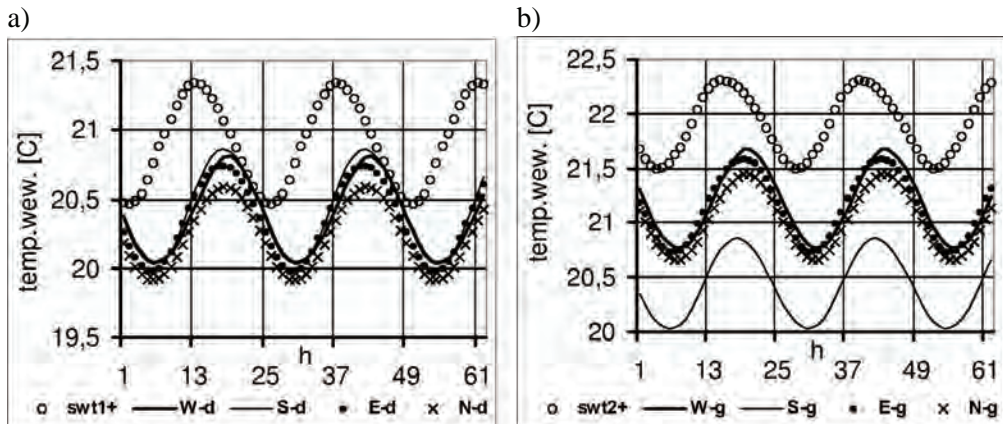 a)
b)
temp.wew. [C]
21,5
21
20,5
20
19,5
h
1 13 25 37 49 61
swt1+ W-d S-d E-d N-d
temp.wew. [C]
22,5
22
21,5
21
20,5
20
h
1 13 25 37 49 61
swt2+ W-g S-g E-g N-g